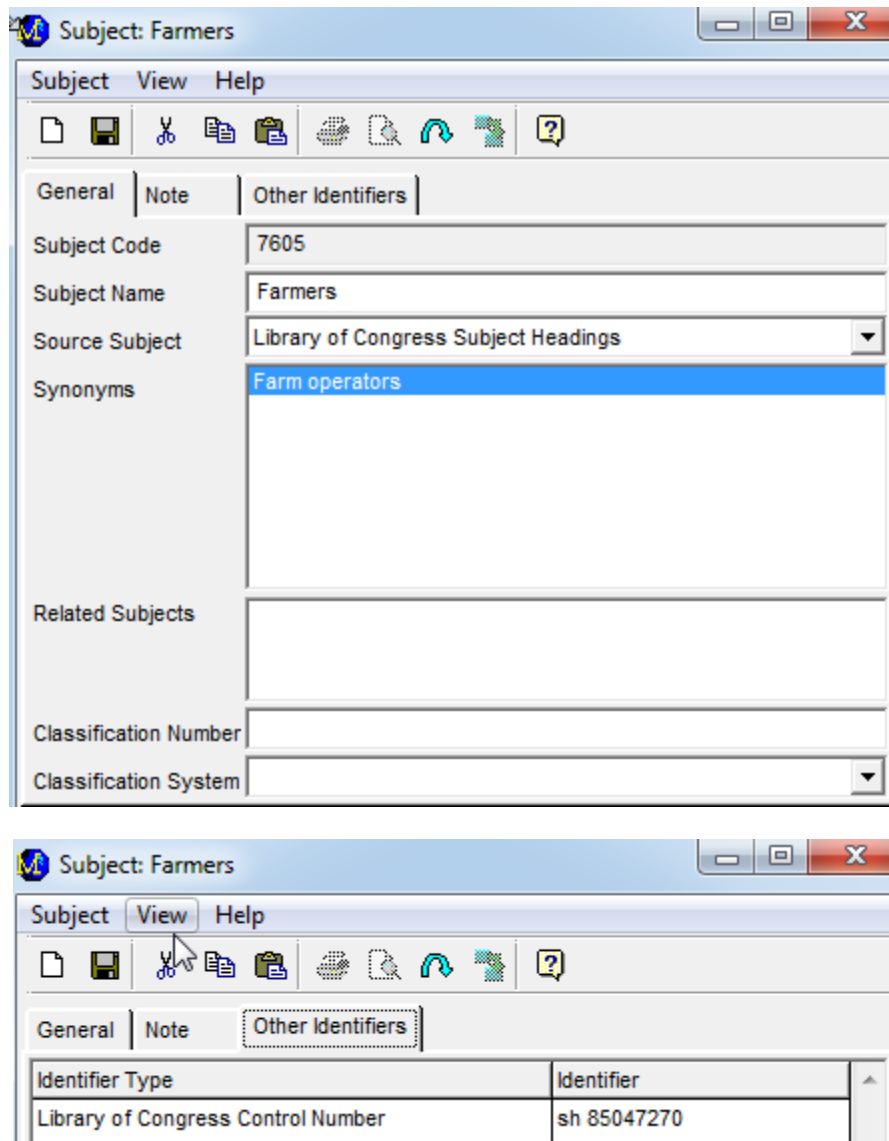 Subject: Farmers
Subject View Help
General Note Other Identifiers
Subject Code 7605
Subject Name Farmers
Source Subject Library of Congress Subject Headings
Synonyms Farm operators
Related Subjects
Classification Number
Classification System
Subject: Farmers
Subject View Help
General Note Other Identifiers
Identifier Type Identifier
Library of Congress Control Number sh 85047270